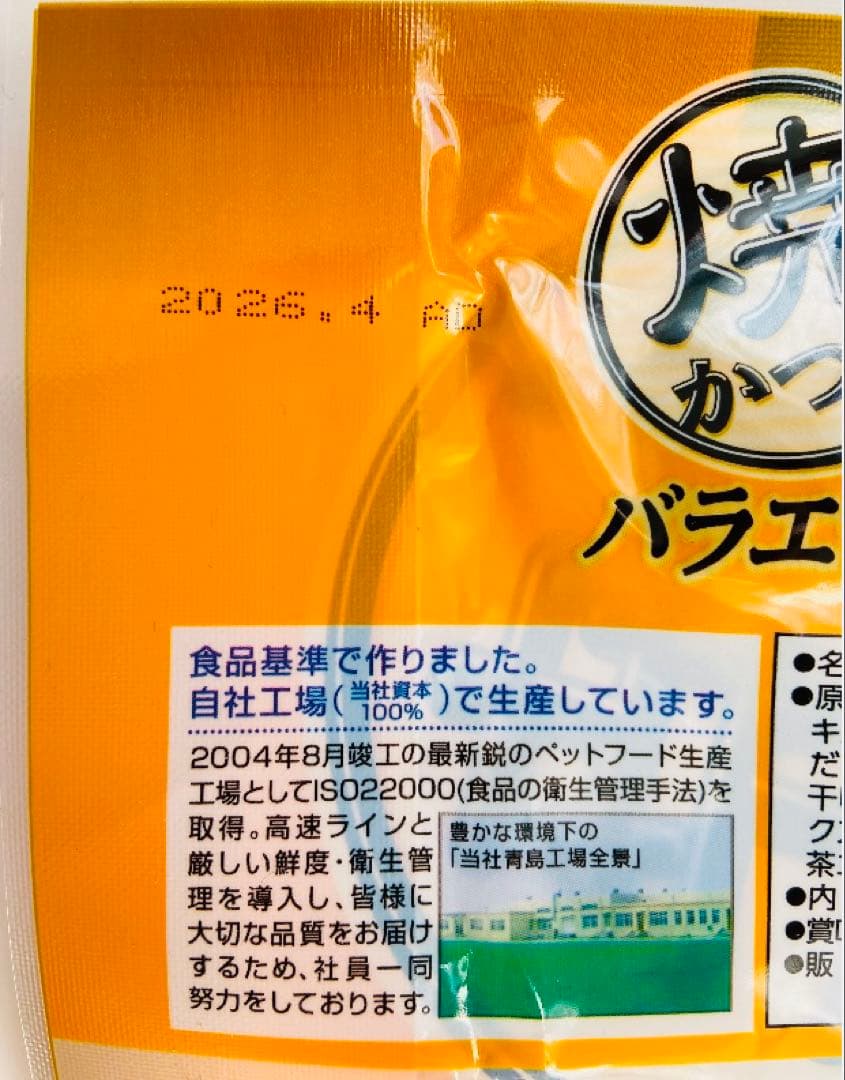 2026.4 AD
焼
かつ
バラエ
食品基準で作りました。
自社工場(当社資本100%)で生産しています。
2004年8月竣工の最新鋭のペットフード生産
工場としてISO22000(食品の衛生管理手法)を
取得。高速ラインと
厳しい鮮度・衛生管
理を導入し、皆様に
大切な品質をお届け
するため、社員一同
努力をしております。
豊かな環境下の
「当社青島工場全景」
●名
●原
キ
だ
干
ク
茶
●内
●賞
●販